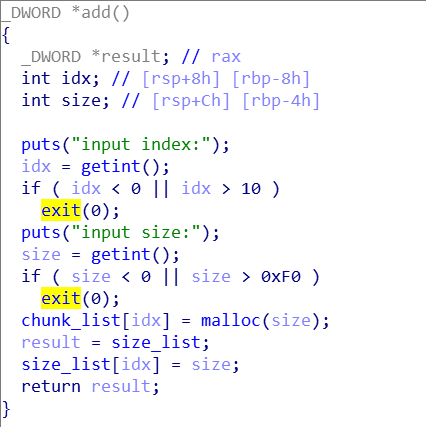 _DWORD *add()
{
  _DWORD *result; // rax
  int idx; // [rsp+8h] [rbp-8h]
  int size; // [rsp+Ch] [rbp-4h]

  puts("input index:");
  idx = getint();
  if ( idx < 0 || idx > 10 )
    exit(0);
  puts("input size:");
  size = getint();
  if ( size < 0 || size > 0xF0 )
    exit(0);
  chunk_list[idx] = malloc(size);
  result = size_list;
  size_list[idx] = size;
  return result;
}